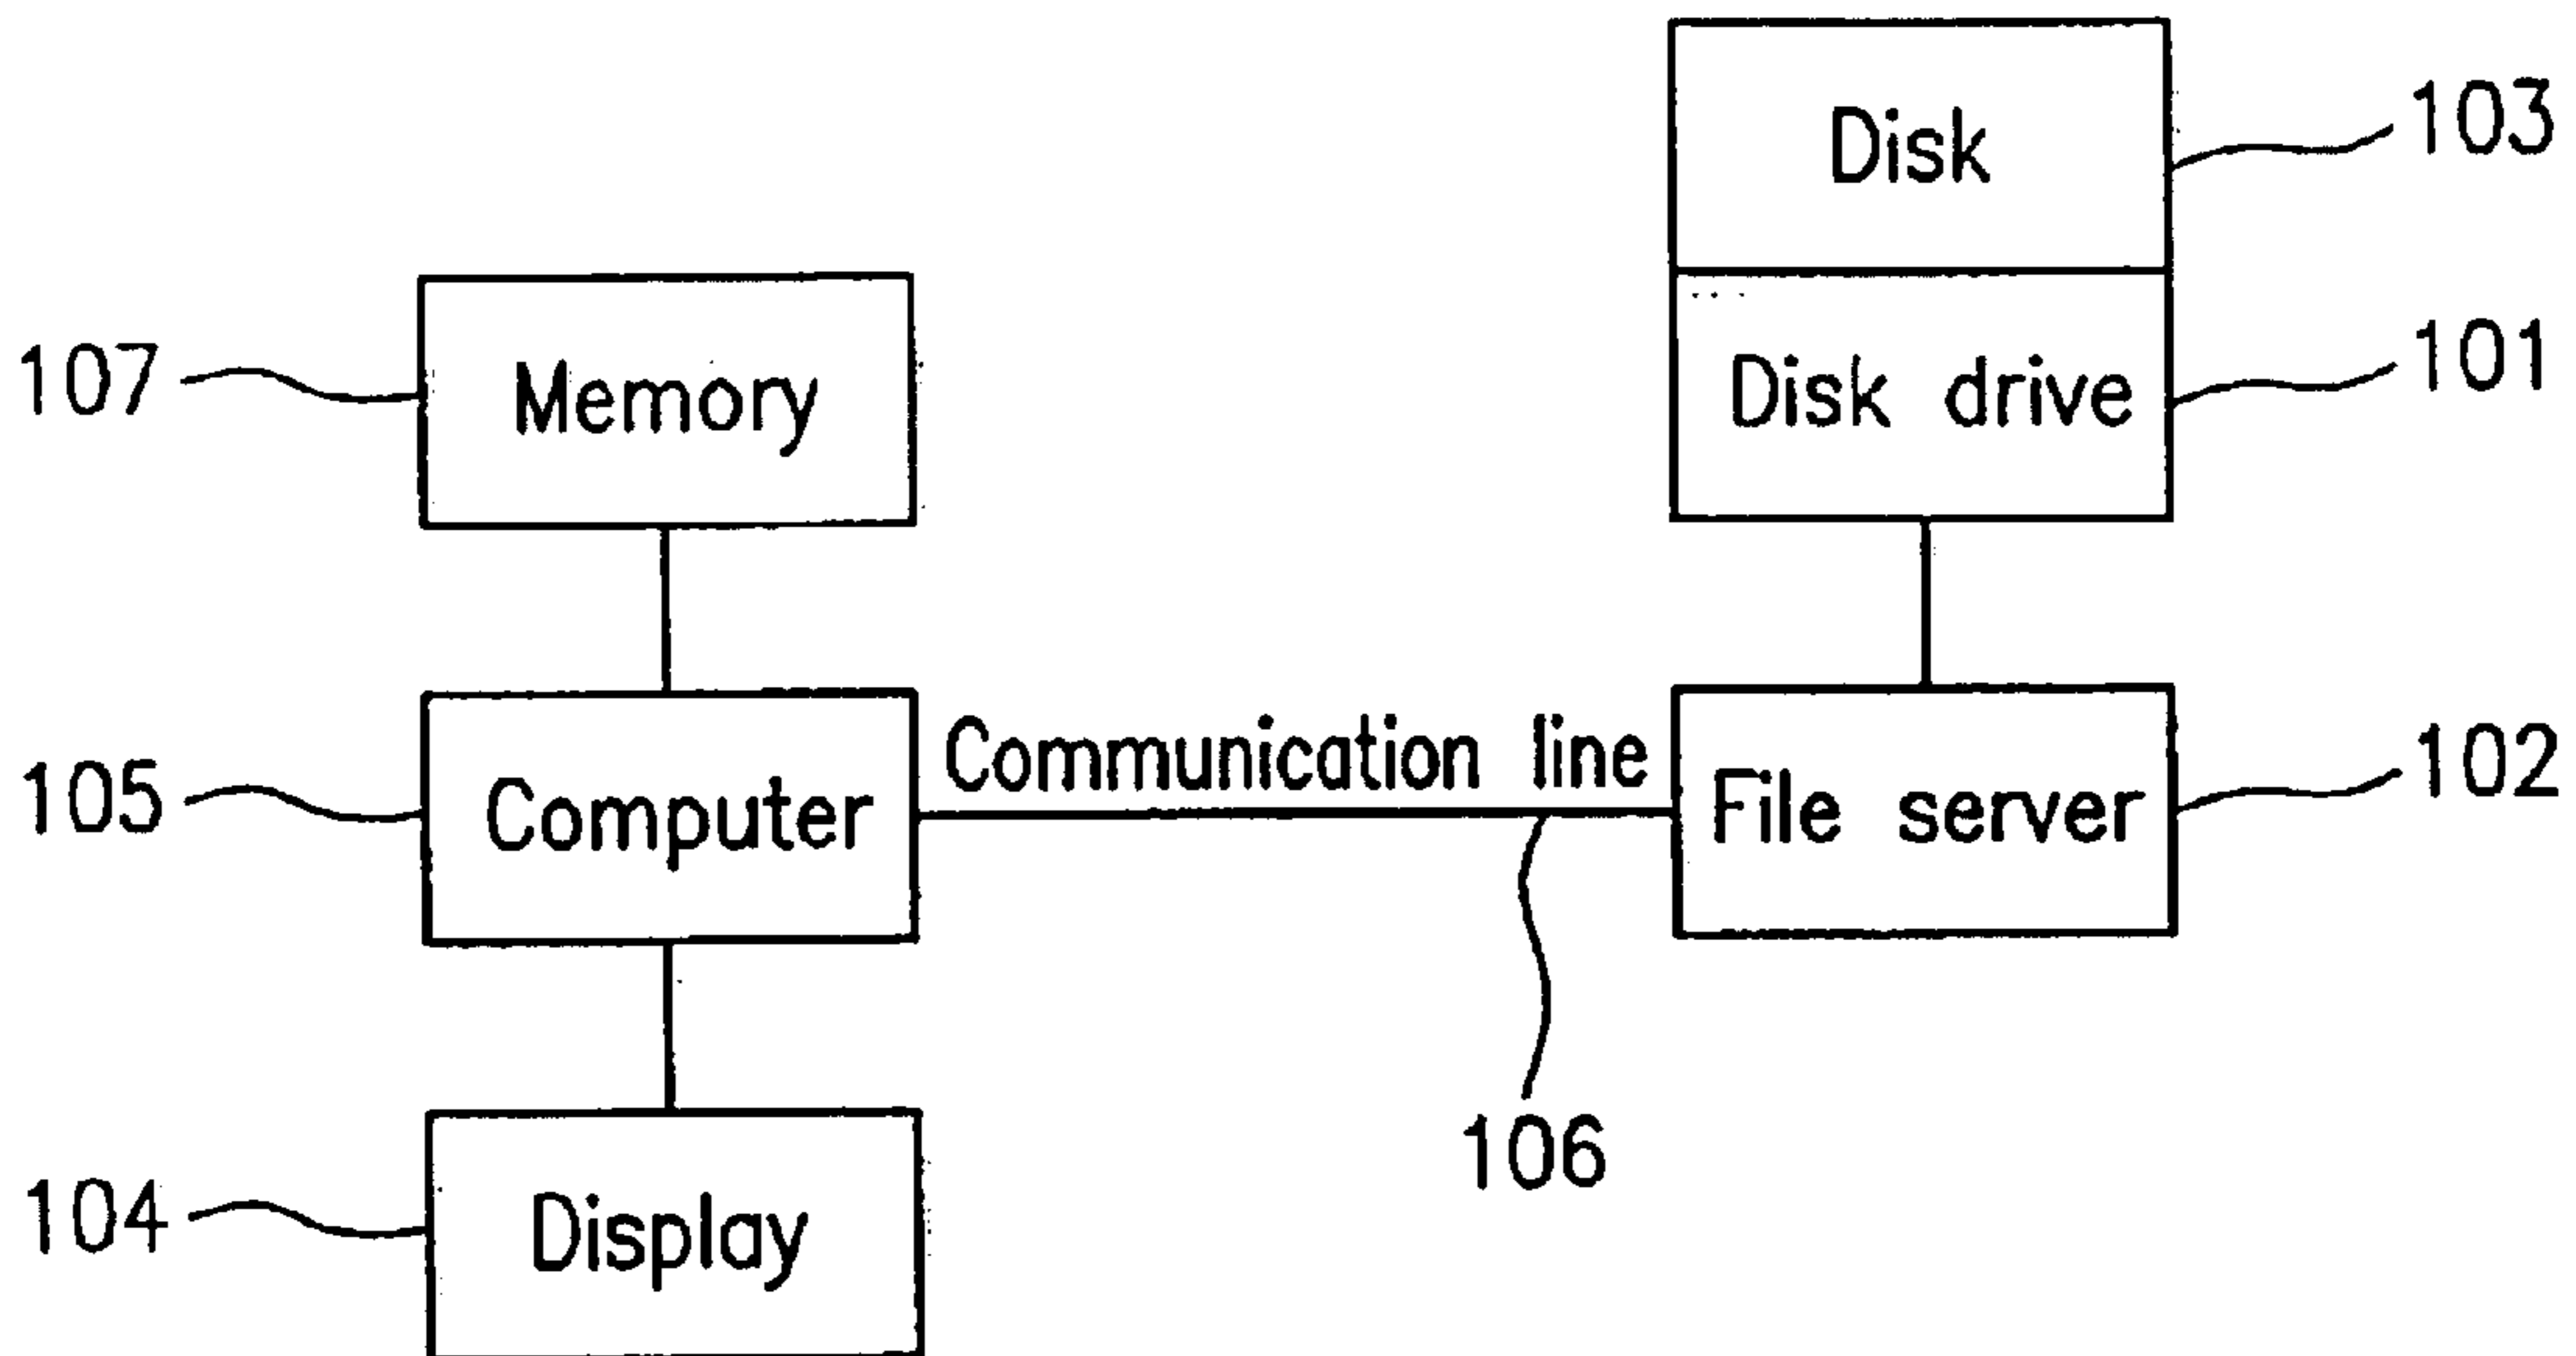 Disk
103
Memory
107
Disk drive
101
Computer
105
Communication line
File server
102
106
Display
104